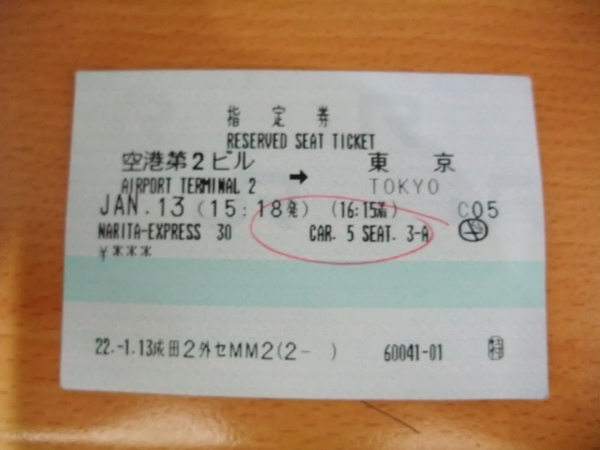 指定券
RESERVED SEAT TICKET
空港第2ビル → 東京
AIRPORT TERMINAL 2 TOKYO
JAN.13 (15:18発) (16:15着) C05
NARITA-EXPRESS 30 CAR. 5 SEAT. 3-A
¥***
22.-1.13成田2外セMM2(2- ) 60041-01